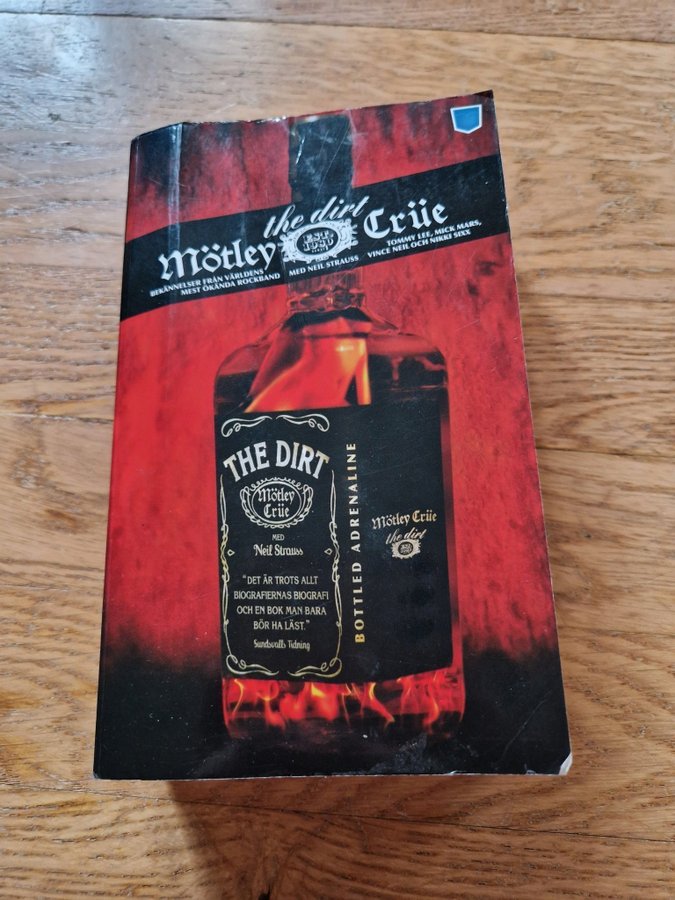 the dirt
Mötley Crüe
BEKÄNNELSER FRÅN VÄRLDENS
MEST ÖKÄNDA ROCKBAND
MED NEIL STRAUSS
TOMMY LEE, MICK MARS,
VINCE NEIL OCH NIKKI SIXX
THE DIRT
Mötley
Crüe
MED
Neil Strauss
"DET ÄR TROTS ALLT
BIOGRAFIERNAS BIOGRAFI
OCH EN BOK MAN BARA
BÖR HA LÄST."
Sundsvalls Tidning
BOTTLED ADRENALINE
Mötley Crüe
the dirt